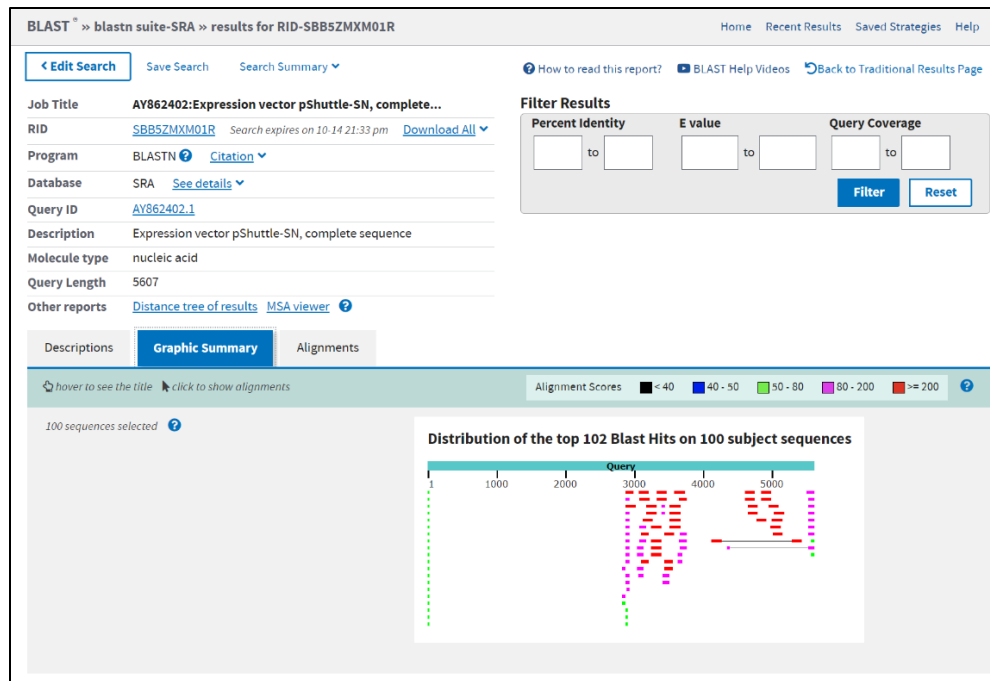 BLAST ® » blastn suite-SRA » results for RID-SBB5ZMXM01R
Home Recent Results Saved Strategies Help
< Edit Search Save Search Search Summary
How to read this report? BLAST Help Videos Back to Traditional Results Page
Job Title AY862402:Expression vector pShuttle-SN, complete...
RID SBB5ZMXM01R Search expires on 10-14 21:33 pm Download All
Program BLASTN Citation
Database SRA See details
Query ID AY862402.1
Description Expression vector pShuttle-SN, complete sequence
Molecule type nucleic acid
Query Length 5607
Other reports Distance tree of results MSA viewer
Filter Results
Percent Identity E value Query Coverage
to to to
Filter Reset
Descriptions Graphic Summary Alignments
hover to see the title click to show alignments
Alignment Scores < 40 40 - 50 50 - 80 80 - 200 >= 200
100 sequences selected
Distribution of the top 102 Blast Hits on 100 subject sequences
Query
1 1000 2000 3000 4000 5000